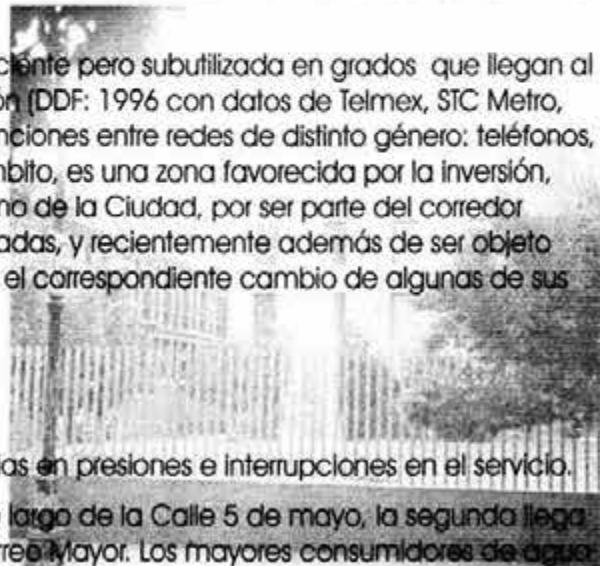 ciente pero subutilizada en grados que llegan al
ón (DDF: 1996 con datos de Telmex, STC Metro,
nciones entre redes de distinto género: teléfonos,
nbito, es una zona favorecida por la inversión,
no de la Ciudad, por ser parte del corredor
adas, y recientemente además de ser objeto
el correspondiente cambio de algunas de sus
ias en presiones e interrupciones en el servicio.
largo de la Calle 5 de mayo, la segunda llega
rreo Mayor. Los mayores consumidores de agua